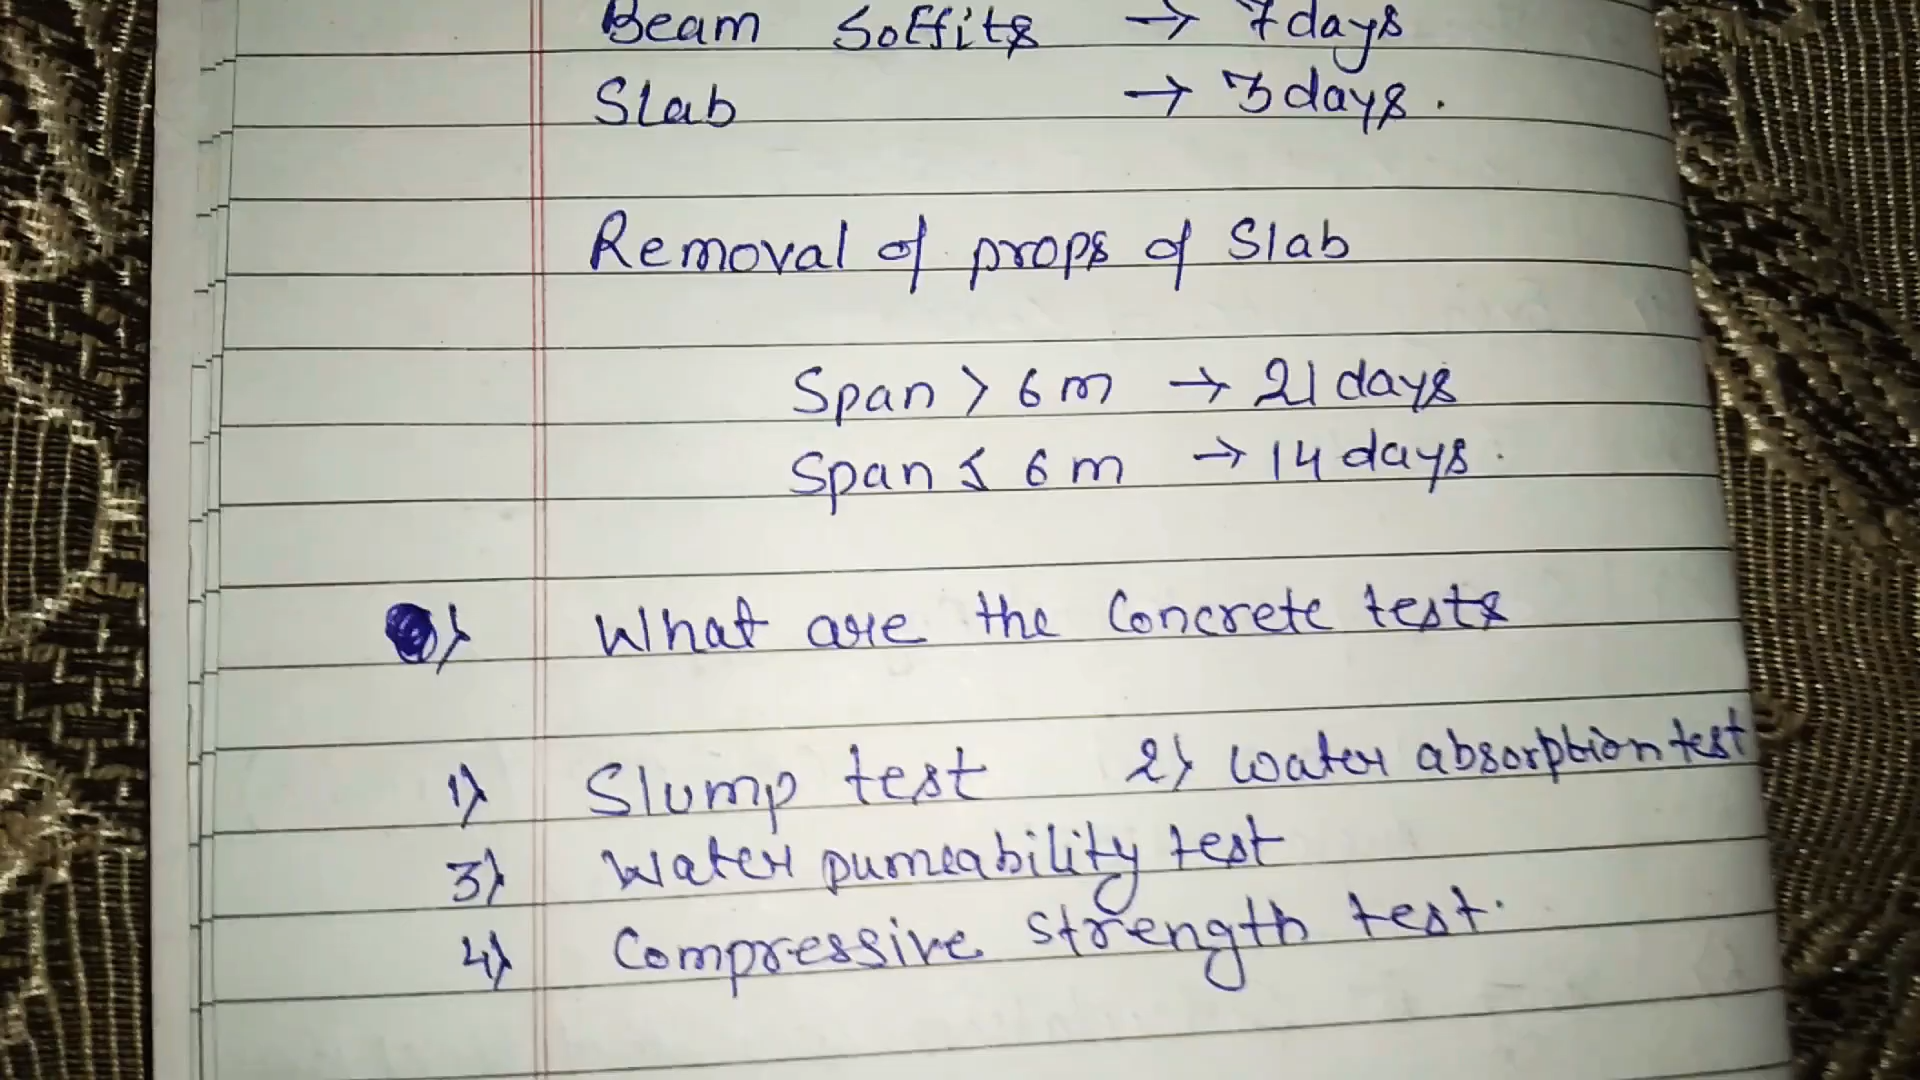 Beam Soffits → 7 days
Slab → 3 days.
Removal of props of Slab
Span > 6 m → 21 days
Span ≤ 6 m → 14 days.
What are the Concrete tests
1) Slump test 2) Water absorption test
3) Water pumeability test
4) Compressive strength test.